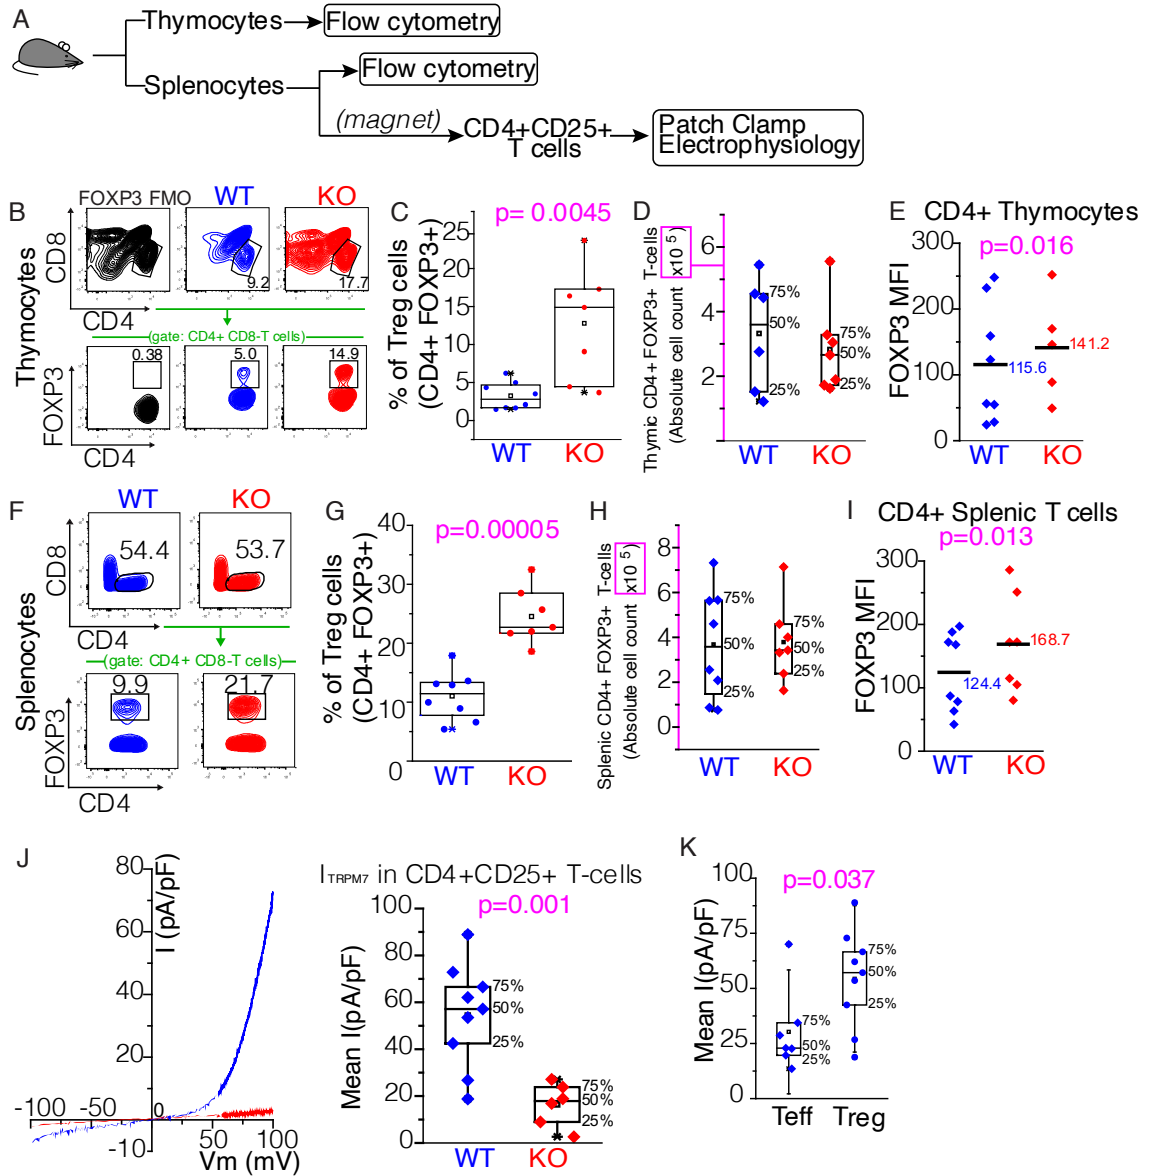 A
Thymocytes
Flow cytometry
Splenocytes
Flow cytometry
(magnet)
CD4+CD25+
T cells
Patch Clamp
Electrophysiology
B
FOXP3 FMO
WT
KO
Thymocytes
CD8
9.2
17.7
CD4
(gate: CD4+ CD8-T cells)
0.38
5.0
14.9
FOXP3
CD4
C
p= 0.0045
% of Treg cells
(CD4+ FOXP3+)
25
20
15
10
5
0
WT
KO
D
Thymic CD4+ FOXP3+ T-cells
(Absolute cell count x10 5)
6
4
2
75%
50%
25%
75%
50%
25%
WT
KO
E
CD4+ Thymocytes
p=0.016
FOXP3 MFI
300
200
100
0
115.6
141.2
WT
KO
F
WT
KO
Splenocytes
CD8
54.4
53.7
CD4
(gate: CD4+ CD8-T cells)
9.9
21.7
FOXP3
CD4
G
p=0.00005
% of Treg cells
(CD4+ FOXP3+)
40
30
20
10
0
WT
KO
H
Splenic CD4+ FOXP3+ T-cells
(Absolute cell count x10 5)
8
6
4
2
0
75%
50%
25%
75%
50%
25%
WT
KO
I
CD4+ Splenic T cells
p=0.013
FOXP3 MFI
300
200
100
0
124.4
168.7
WT
KO
J
I (pA/pF)
80
60
40
20
-10
-100
-50
0
50
100
Vm (mV)
ITRPM7 in CD4+CD25+ T-cells
p=0.001
Mean I(pA/pF)
100
80
60
40
20
0
75%
50%
25%
75%
50%
25%
WT
KO
K
p=0.037
Mean I(pA/pF)
100
75
50
25
0
75%
50%
25%
75%
50%
25%
Teff
Treg